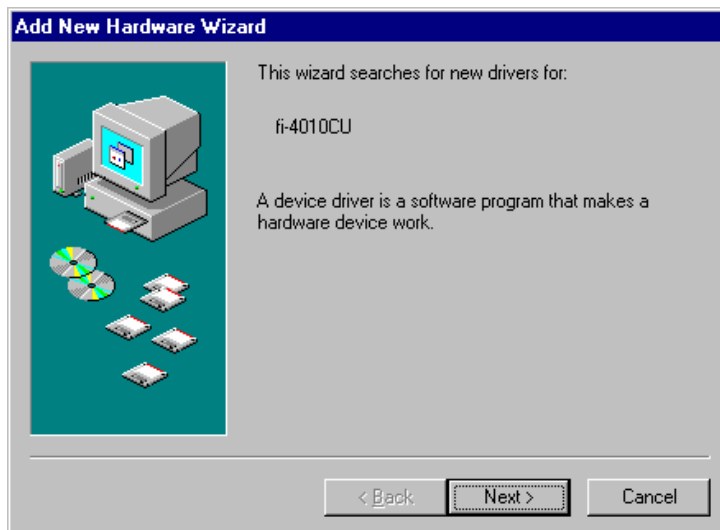 Add New Hardware Wizard
This wizard searches for new drivers for:
fi-4010CU
A device driver is a software program that makes a
hardware device work.
< Back
Next >
Cancel